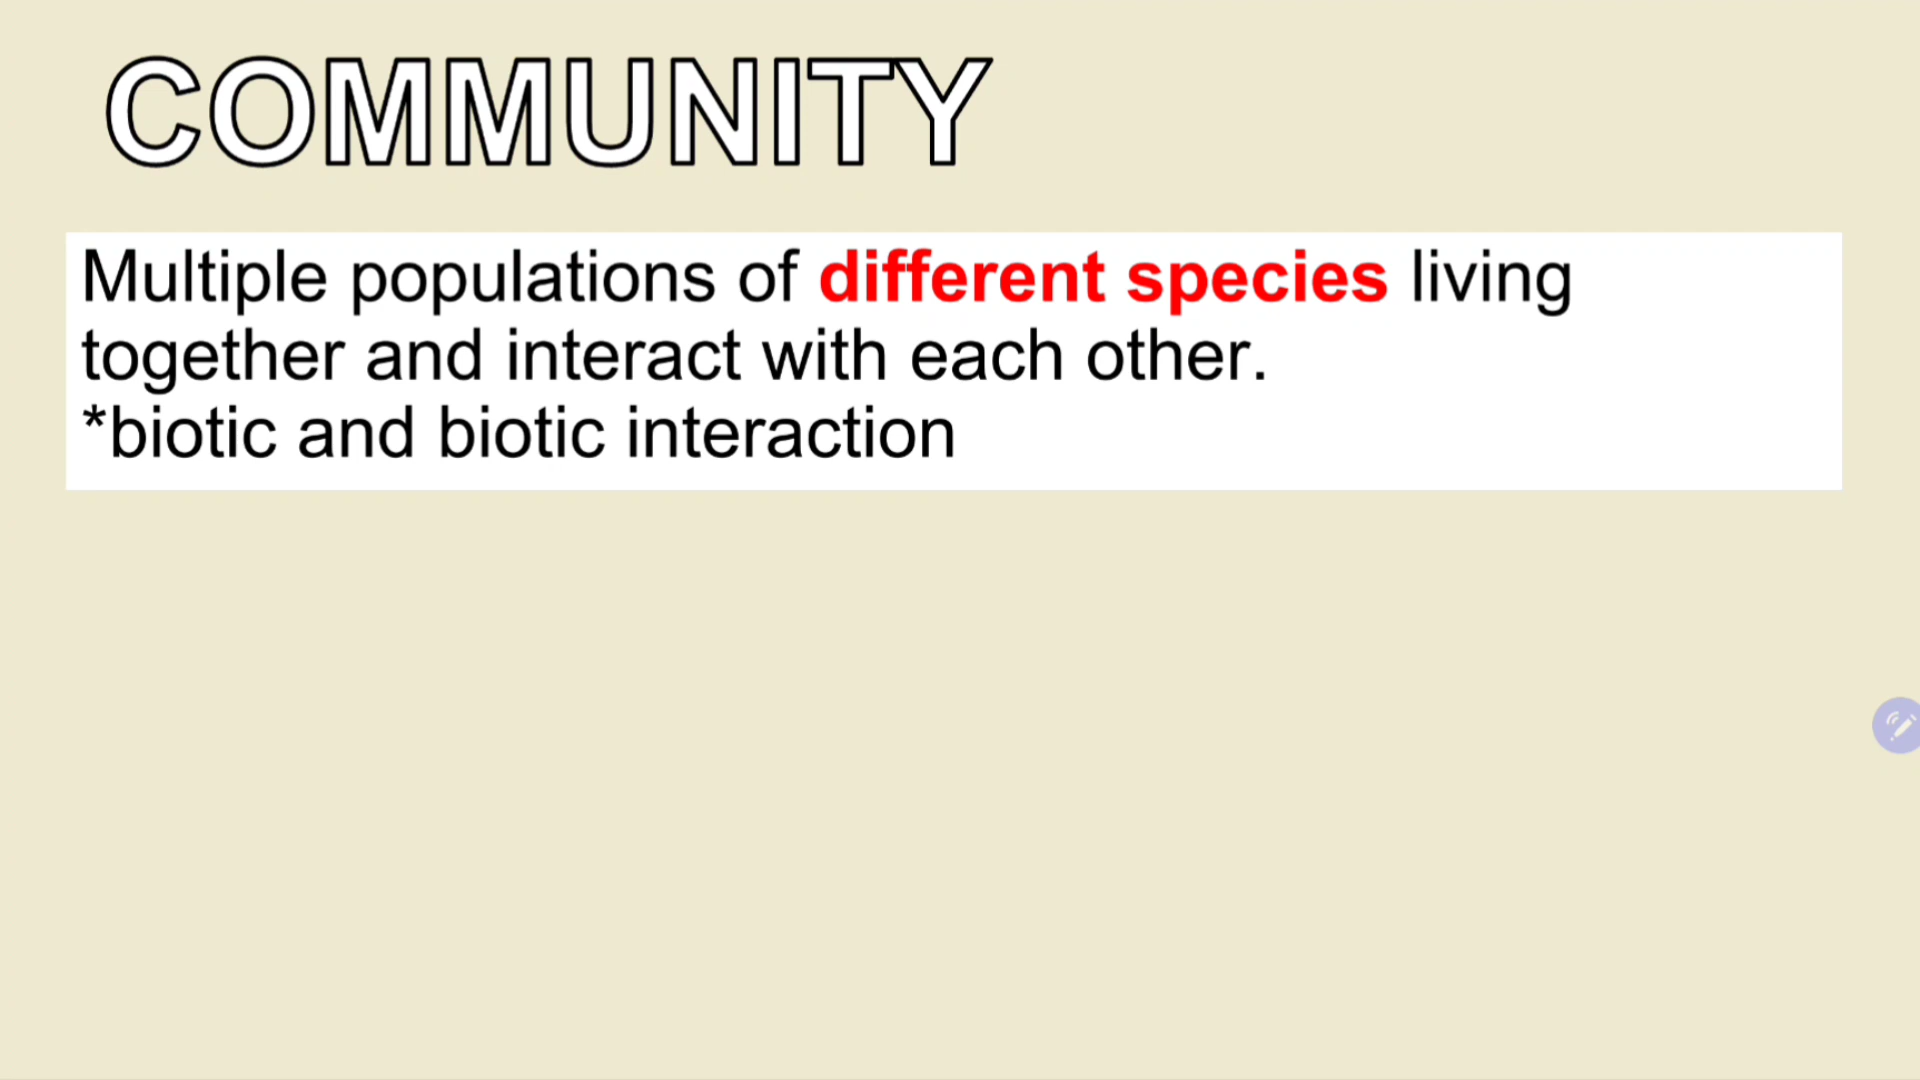 COMMUNITY
Multiple populations of different species living
together and interact with each other.
*biotic and biotic interaction